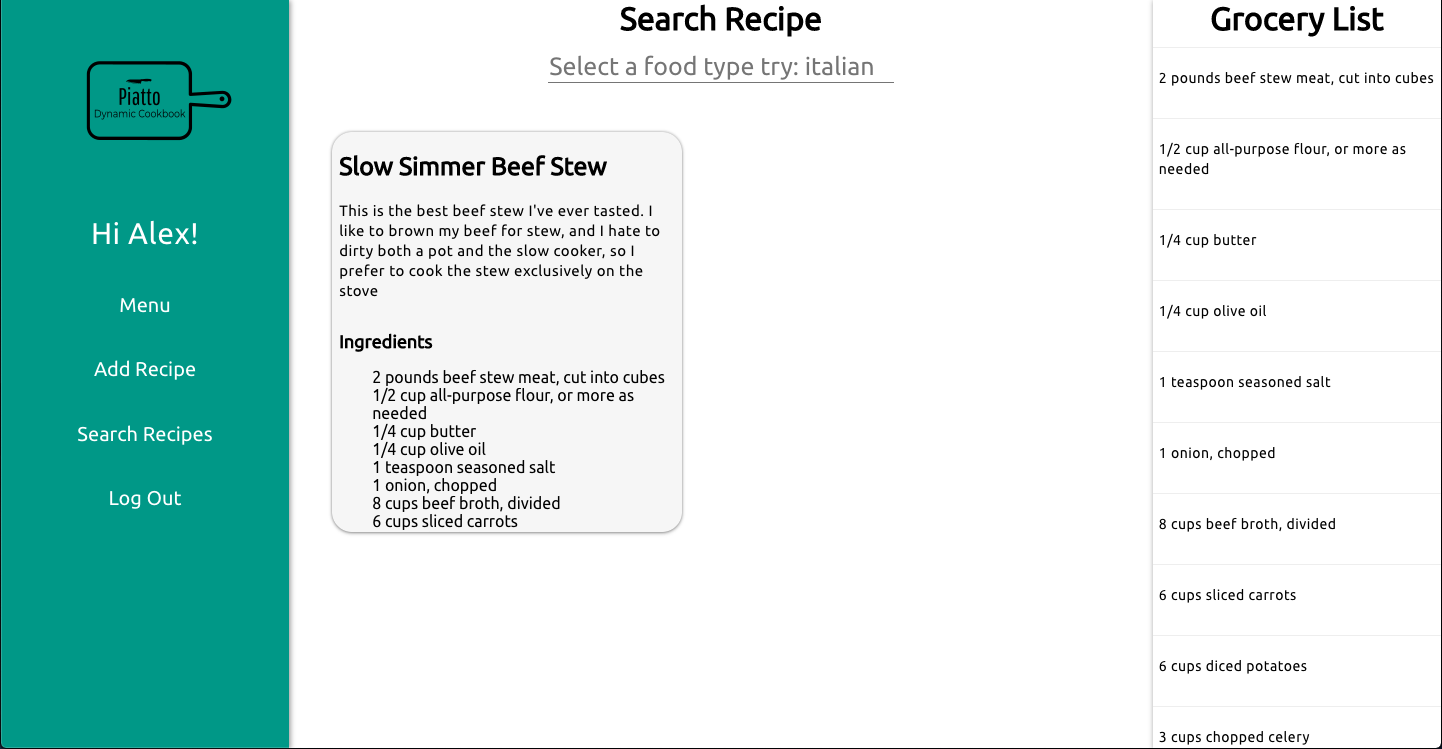 Piatto
Dynamic Cookbook
Hi Alex!
Menu
Add Recipe
Search Recipes
Log Out
Search Recipe
Select a food type try: italian
Slow Simmer Beef Stew
This is the best beef stew I've ever tasted. I
like to brown my beef for stew, and I hate to
dirty both a pot and the slow cooker, so I
prefer to cook the stew exclusively on the
stove
Ingredients
2 pounds beef stew meat, cut into cubes
1/2 cup all-purpose flour, or more as
needed
1/4 cup butter
1/4 cup olive oil
1 teaspoon seasoned salt
1 onion, chopped
8 cups beef broth, divided
6 cups sliced carrots
Grocery List
2 pounds beef stew meat, cut into cubes
1/2 cup all-purpose flour, or more as
needed
1/4 cup butter
1/4 cup olive oil
1 teaspoon seasoned salt
1 onion, chopped
8 cups beef broth, divided
6 cups sliced carrots
6 cups diced potatoes
3 cups chopped celery